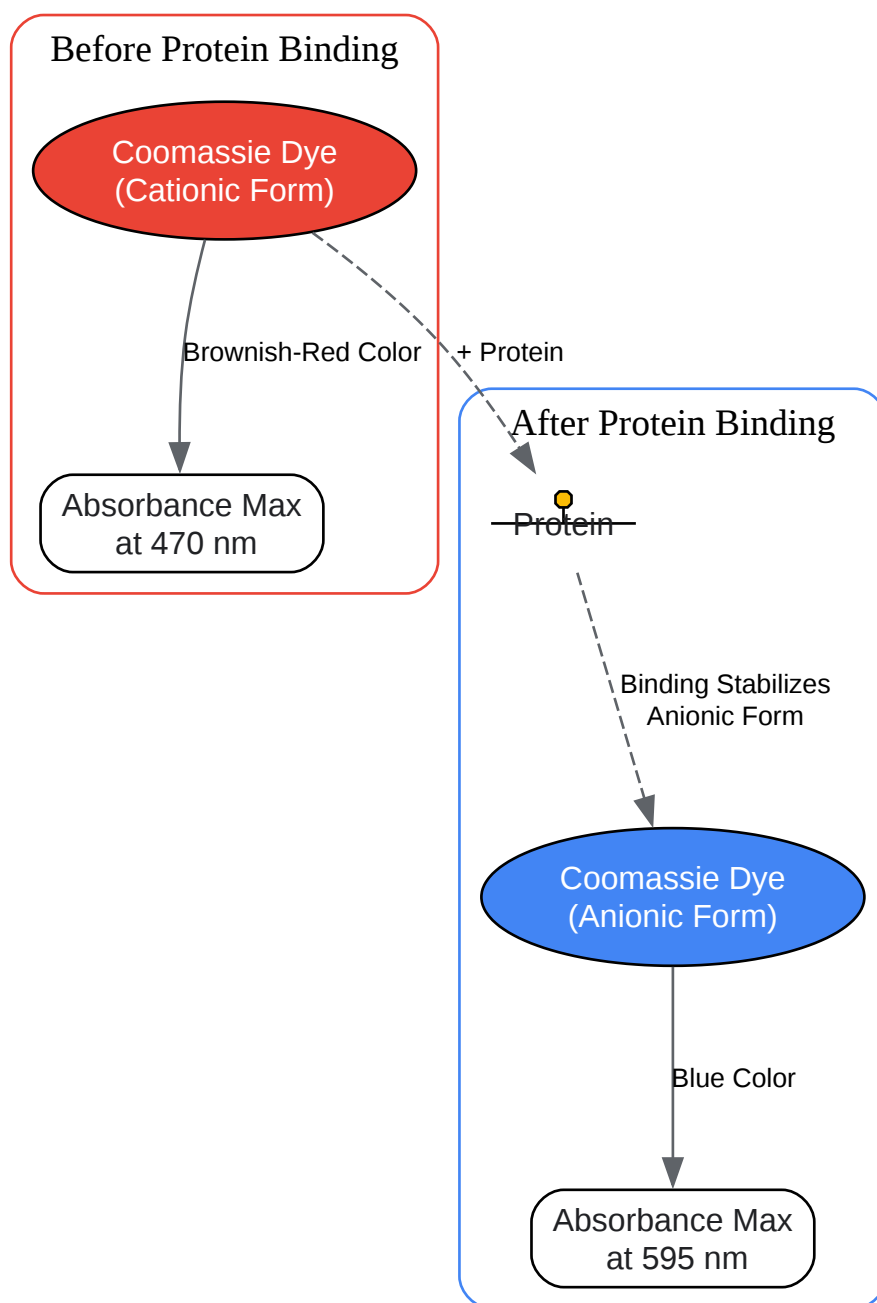 Before Protein Binding
Coomassie Dye
(Cationic Form)
Brownish-Red Color
+ Protein
Absorbance Max
at 470 nm
After Protein Binding
Protein
Binding Stabilizes
Anionic Form
Coomassie Dye
(Anionic Form)
Blue Color
Absorbance Max
at 595 nm